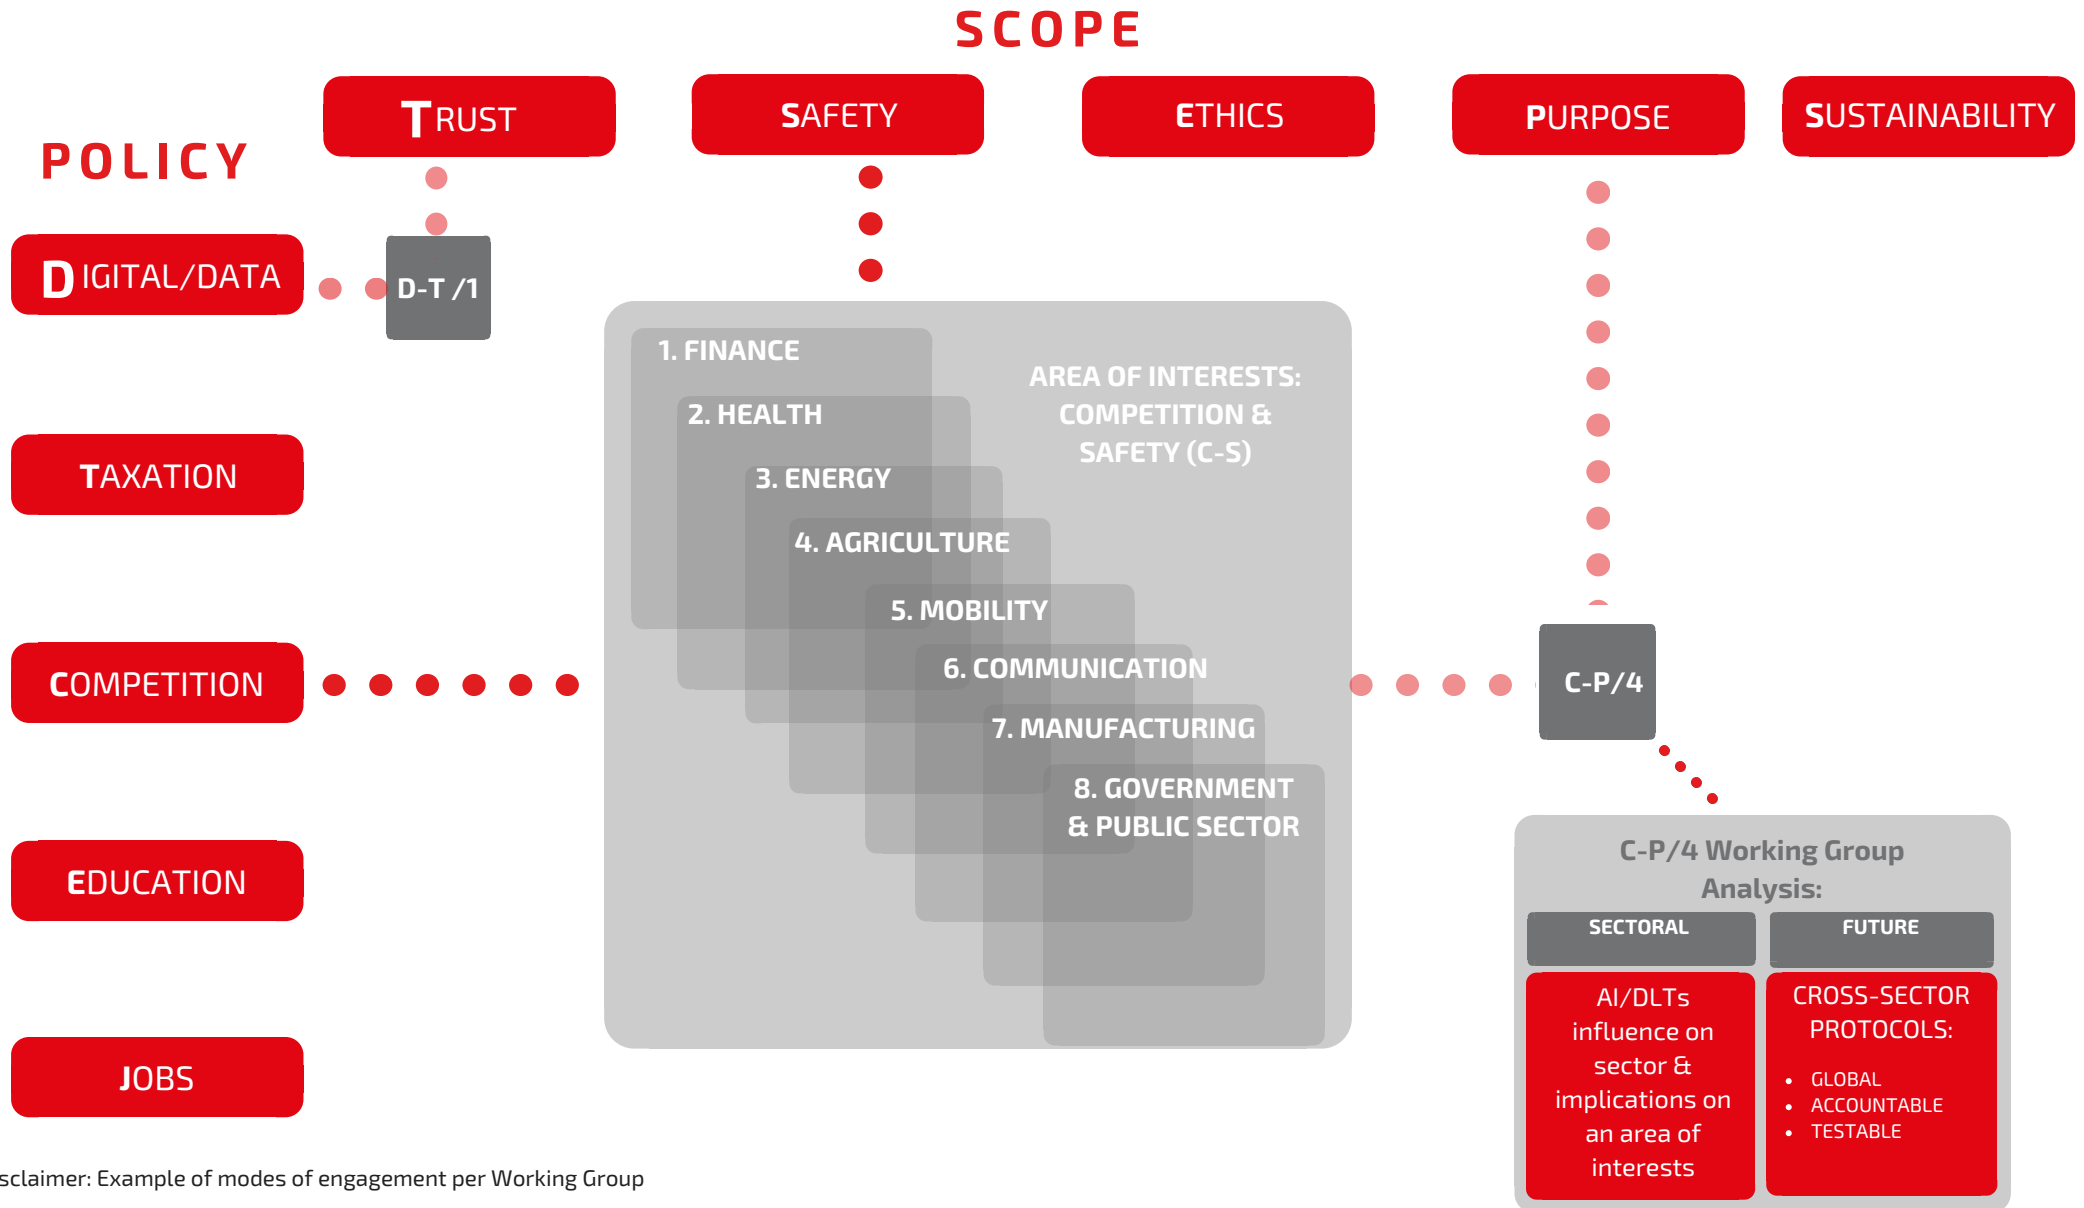 SCOPE
TRUST
SAFETY
ETHICS
PURPOSE
SUSTAINABILITY
POLICY
DIGITAL/DATA
D-T /1
TAXATION
COMPETITION
EDUCATION
JOBS
1. FINANCE
2. HEALTH
3. ENERGY
4. AGRICULTURE
5. MOBILITY
6. COMMUNICATION
7. MANUFACTURING
8. GOVERNMENT
& PUBLIC SECTOR
AREA OF INTERESTS:
COMPETITION &
SAFETY (C-S)
C-P/4
C-P/4 Working Group
Analysis:
SECTORAL
AI/DLTs
influence on
sector &
implications on
an area of
interests
FUTURE
CROSS-SECTOR
PROTOCOLS:
• GLOBAL
• ACCOUNTABLE
• TESTABLE
sclaimer: Example of modes of engagement per Working Group